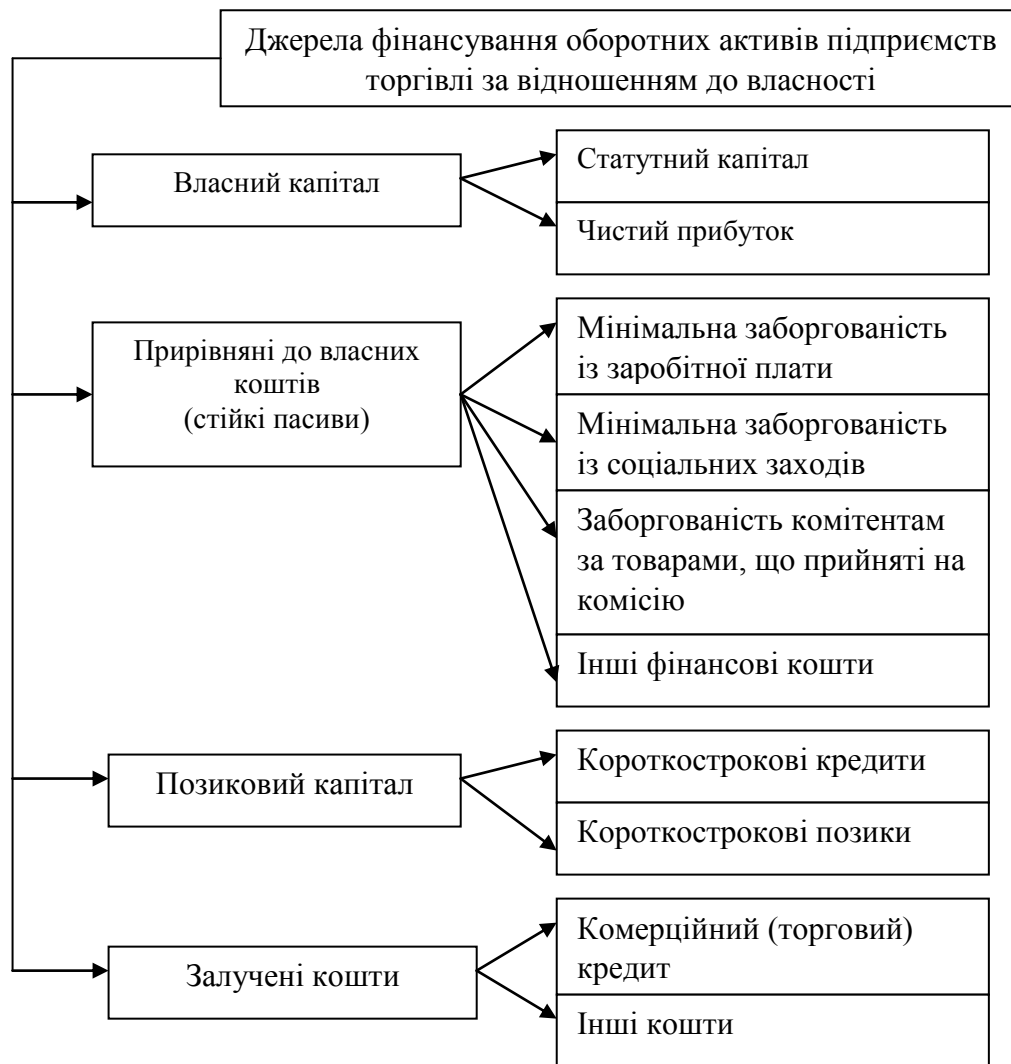 Джерела фінансування оборотних активів підприємств
торгівлі за відношенням до власності
Власний капітал
Статутний капітал
Чистий прибуток
Прирівняні до власних
коштів
(стійкі пасиви)
Мінімальна заборгованість
із заробітної плати
Мінімальна заборгованість
із соціальних заходів
Заборгованість комітентам
за товарами, що прийняті на
комісію
Інші фінансові кошти
Позиковий капітал
Короткострокові кредити
Короткострокові позики
Залучені кошти
Комерційний (торговий)
кредит
Інші кошти